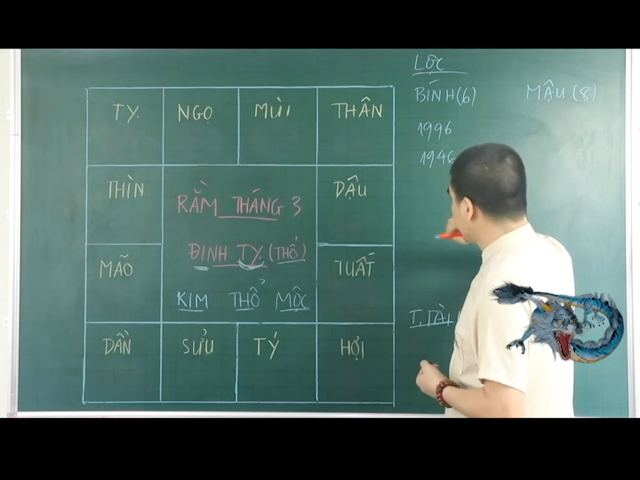 TỴ NGỌ MÙI THÂN
THÌN DẬU
RẰM THÁNG 3
ĐINH TỴ (THỔ)
MÃO TUẤT
KIM THỔ MỘC
DẦN SỬU TÝ HỢI
LỘC
BÍNH(6) MẬU (8)
1996
1946
T.TÀI